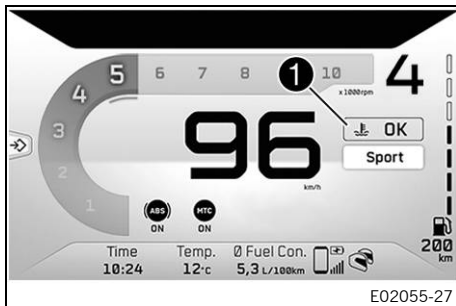 5 6 7 8 10 4
4 x1000rpm
1
3 OK
96
Sport
2
km/h
1
(ABS) MTC
ON ON
Time Temp. Ø Fuel Con. 200
10:24 12°c 5,3 L/100km km
E02055-27